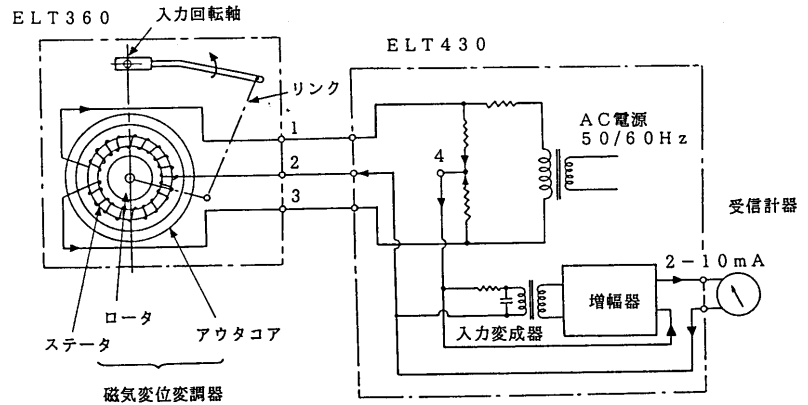 ELT360
入力回転軸
ELT430
リンク
AC電源
50/60Hz
1
2
3
4
受信計器
2-10mA
増幅器
入力変成器
ロータ
ステータ
アウタコア
磁気変位変調器